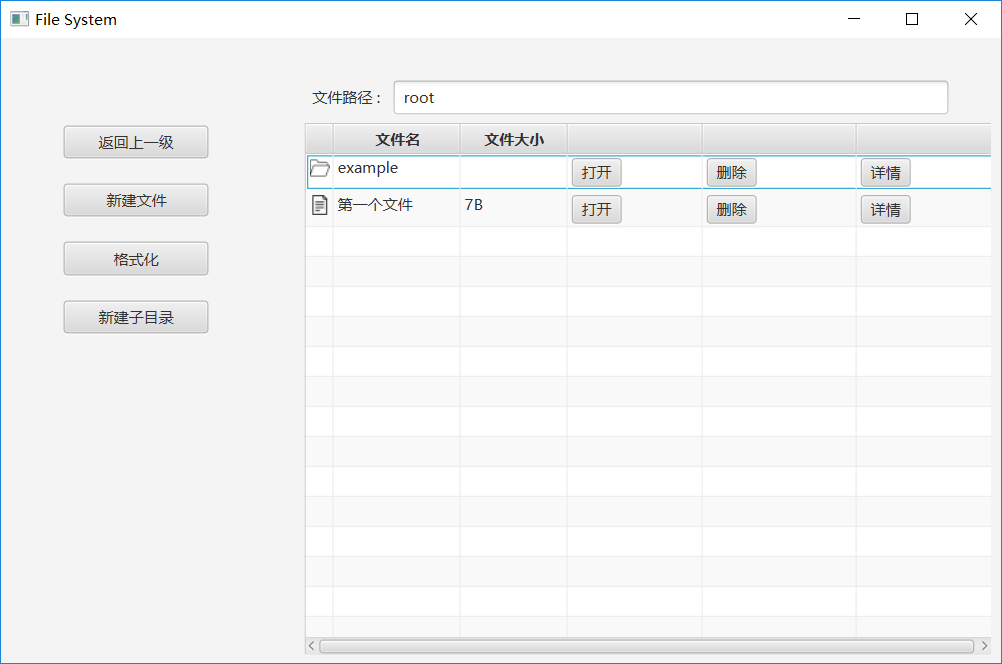 File System
文件路径： root
返回上一级
新建文件
格式化
新建子目录
文件名 文件大小
example 打开 删除 详情
第一个文件 7B 打开 删除 详情